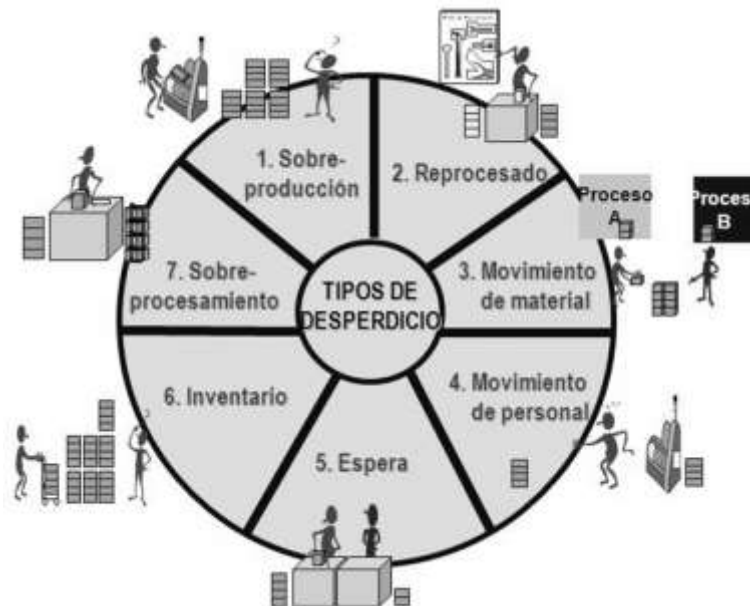 1. Sobre-
producción
2. Reprocesado
Proceso
A
Proces
B
3. Movimiento
de material
4. Movimiento
de personal
5. Espera
6. Inventario
7. Sobre-
procesamiento
TIPOS DE
DESPERDICIO